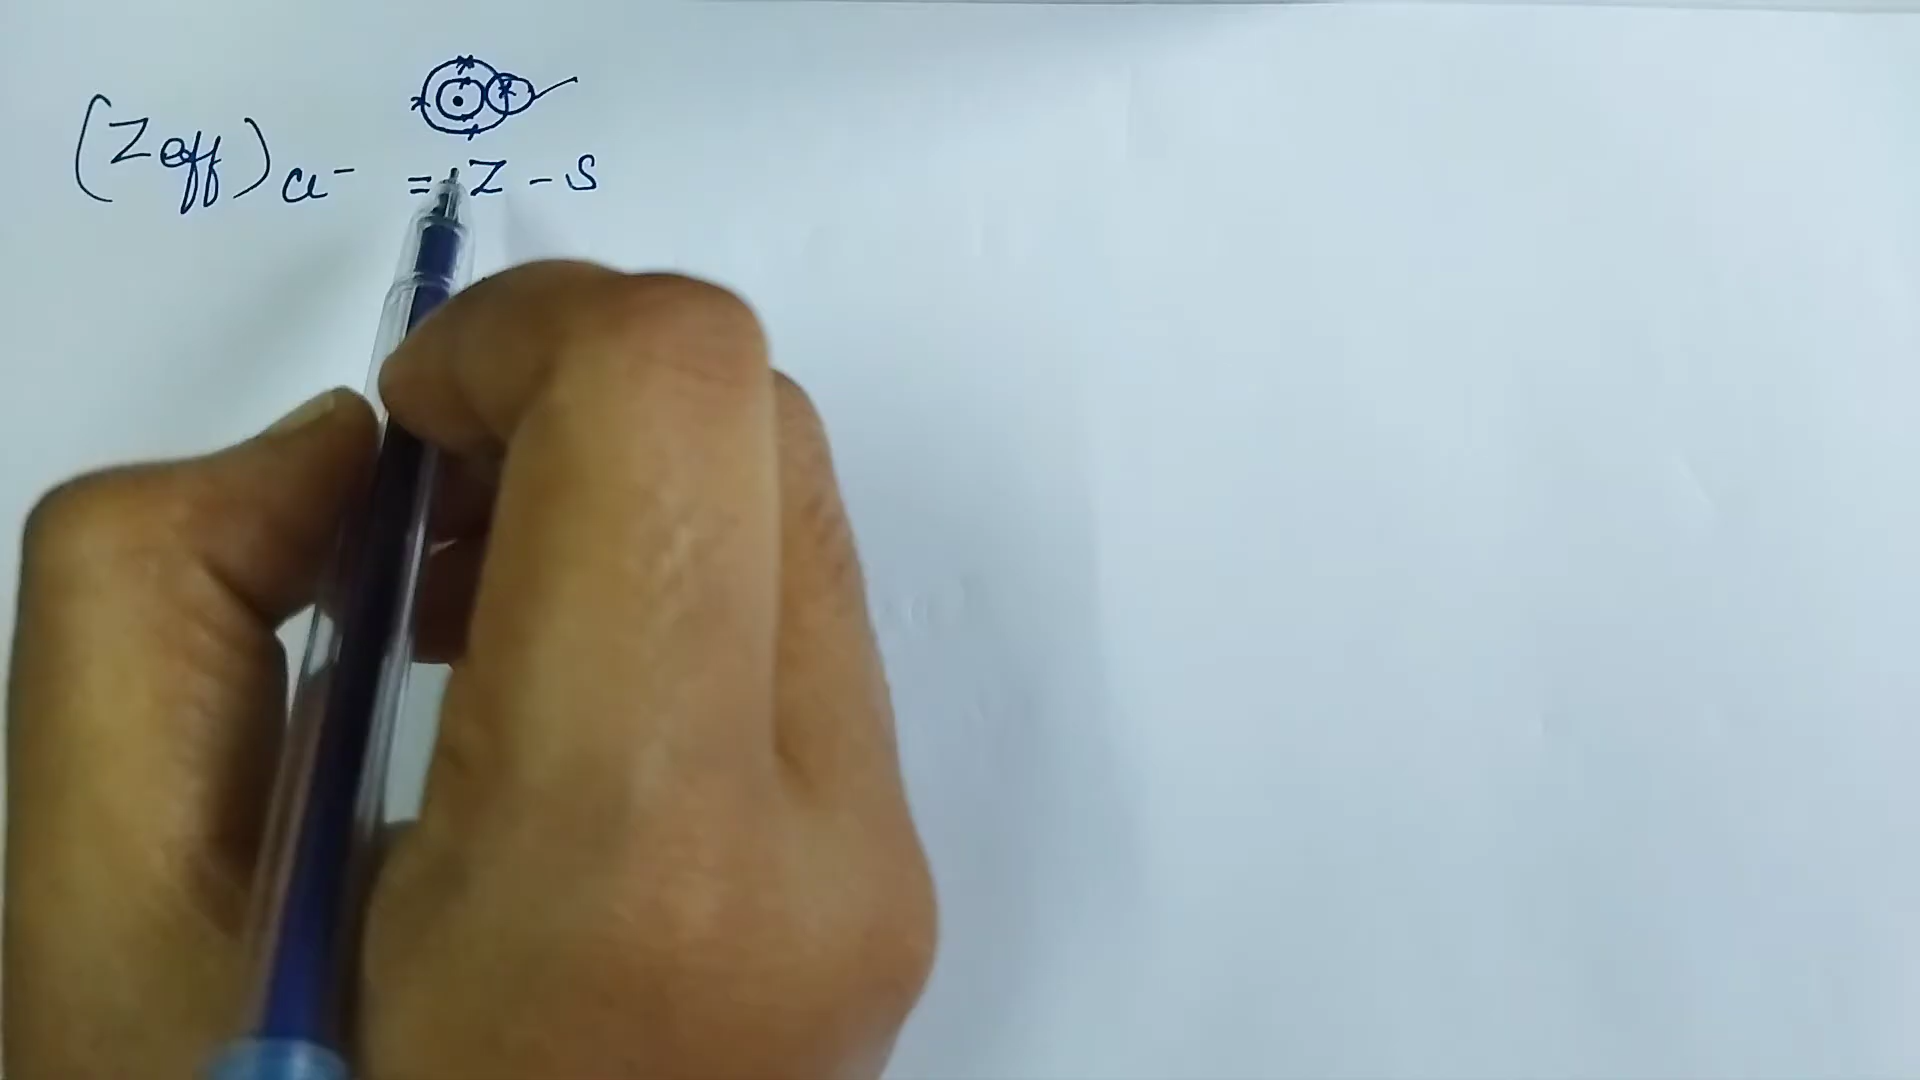 (Zeff)Cl⁻ = Z - S